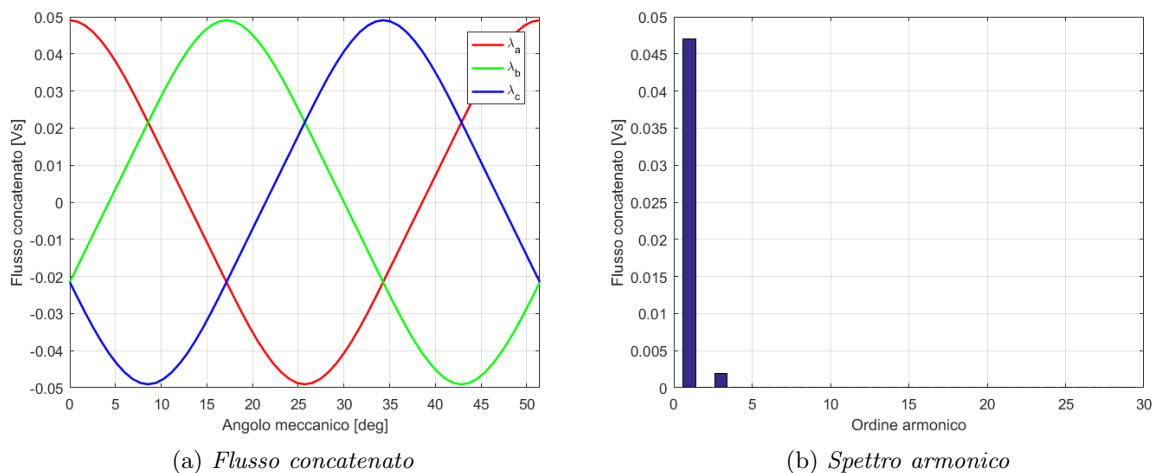 0.05
0.04
0.03
0.02
0.01
0
-0.01
-0.02
-0.03
-0.04
-0.05
Flusso concatenato [Vs]
λa
λb
λc
0 5 10 15 20 25 30 35 40 45 50
Angolo meccanico [deg]
(a) Flusso concatenato
0.05
0.045
0.04
0.035
0.03
0.025
0.02
0.015
0.01
0.005
0
Flusso concatenato [Vs]
0 5 10 15 20 25 30
Ordine armonico
(b) Spettro armonico